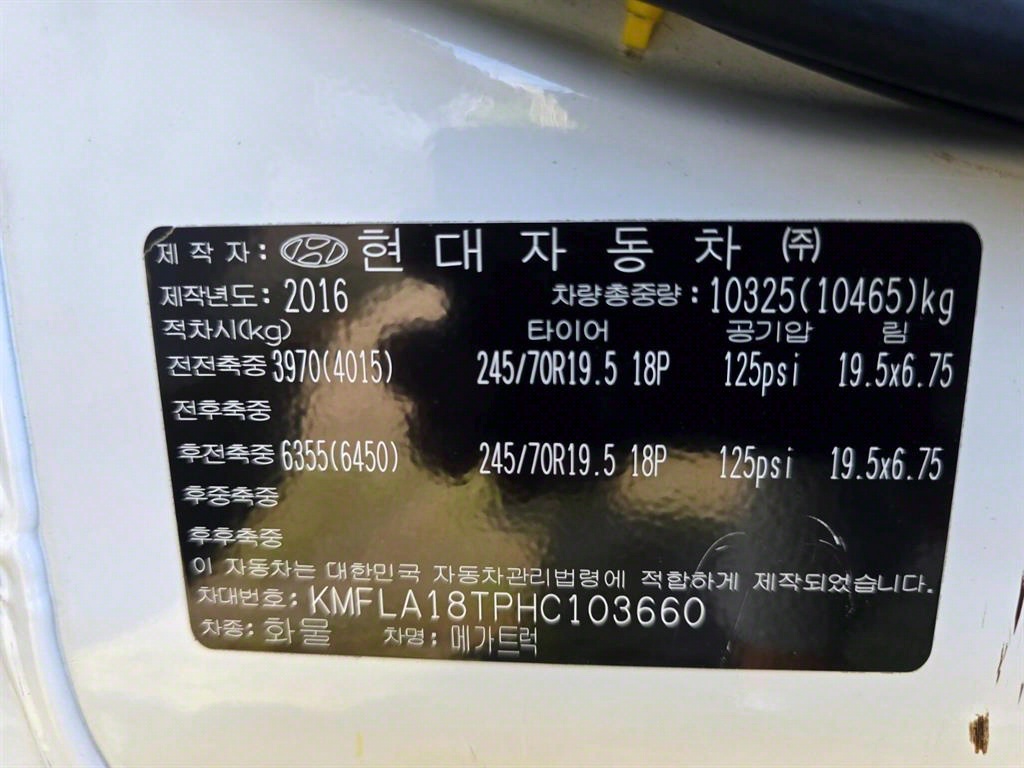 제 작 자 : 현 대 자 동 차 ㈜
제작년도 : 2016 차량총중량 : 10325(10465)kg
적차시(kg) 타이어 공기압 림
전전축중 3970(4015) 245/70R19.5 18P 125psi 19.5x6.75
전후축중
후전축중 6355(6450) 245/70R19.5 18P 125psi 19.5x6.75
후중축중
후후축중
이 자동차는 대한민국 자동차관리법령에 적합하게 제작되었습니다.
차대번호: KMFLA18TPHC103660
차종: 화물 차명: 메가트럭